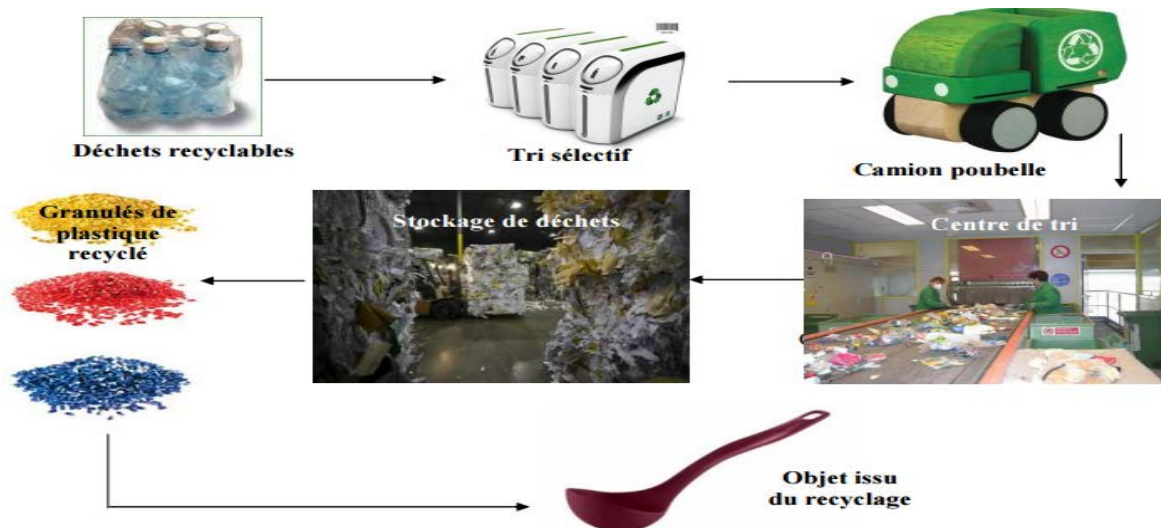 Déchets recyclables
Tri sélectif
Camion poubelle
Centre de tri
Stockage de déchets
Granulés de
plastique
recyclé
Objet issu
du recyclage